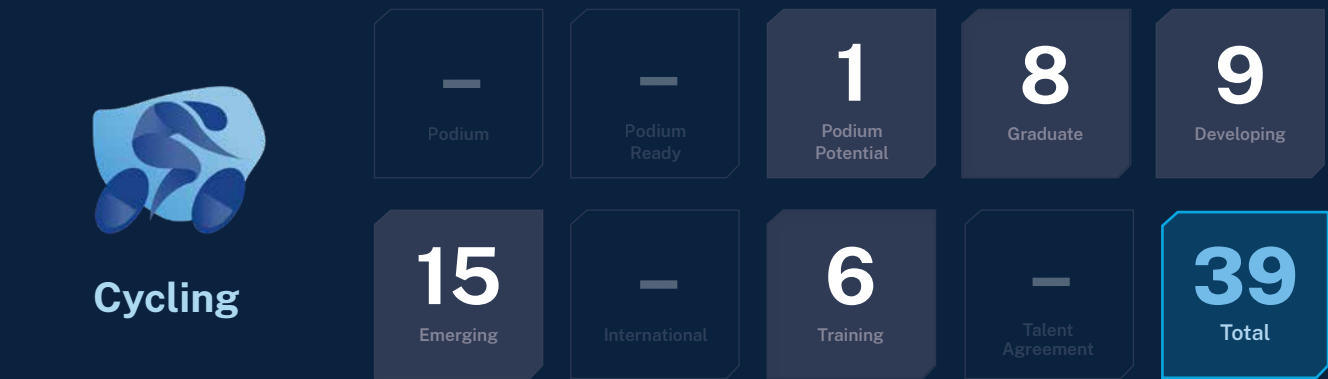 –
–
1
8
9
Podium
Podium
Ready
Podium
Potential
Graduate
Developing
Cycling
15
–
6
–
39
Emerging
International
Training
Talent
Agreement
Total